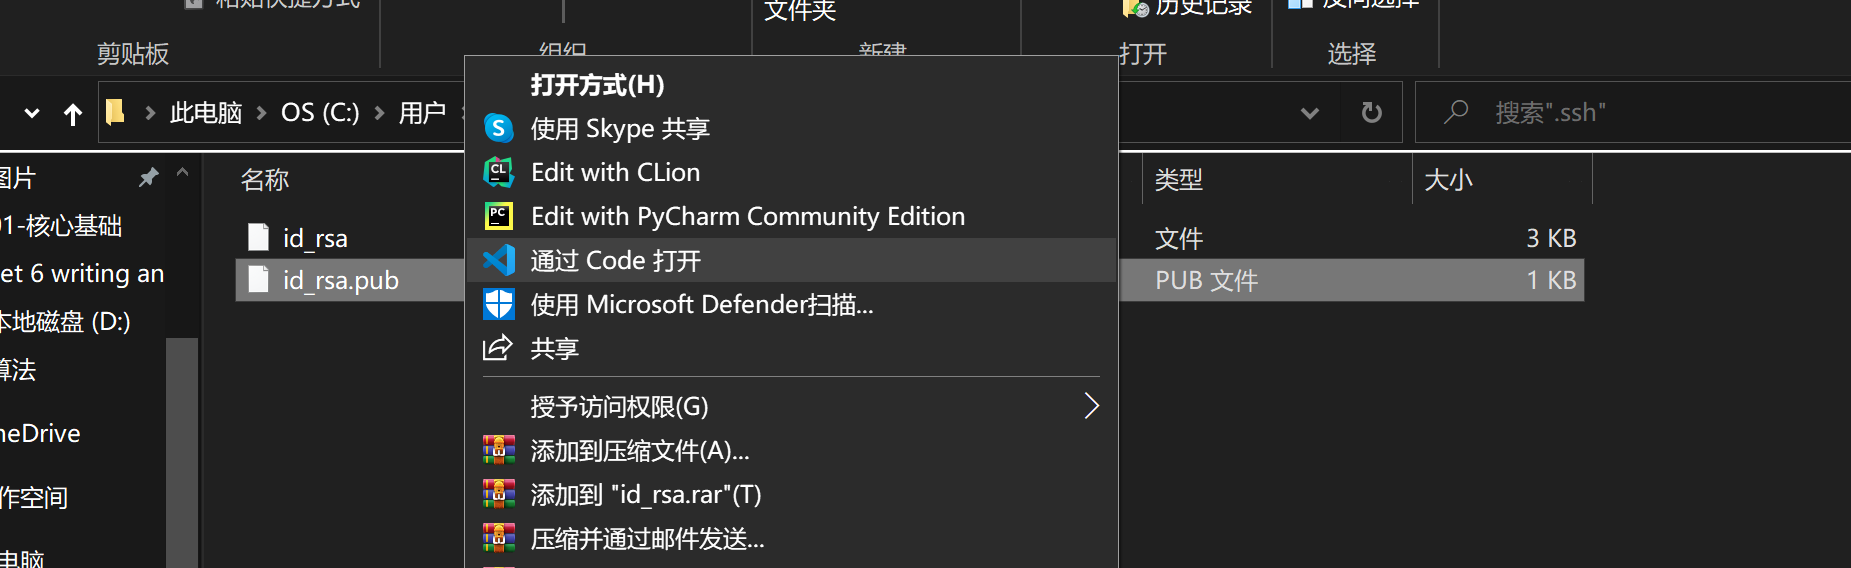 粘贴快捷方式
文件夹
历史记录
反向选择
剪贴板
组织
新建
打开
选择
此电脑
OS (C:)
用户
搜索".ssh"
图片
01-核心基础
et 6 writing an
本地磁盘 (D:)
算法
neDrive
作空间
电脑
名称
类型
大小
id_rsa
文件
3 KB
id_rsa.pub
PUB 文件
1 KB
打开方式(H)
使用 Skype 共享
Edit with CLion
Edit with PyCharm Community Edition
通过 Code 打开
使用 Microsoft Defender扫描...
共享
授予访问权限(G)
添加到压缩文件(A)...
添加到 "id_rsa.rar"(T)
压缩并通过邮件发送...